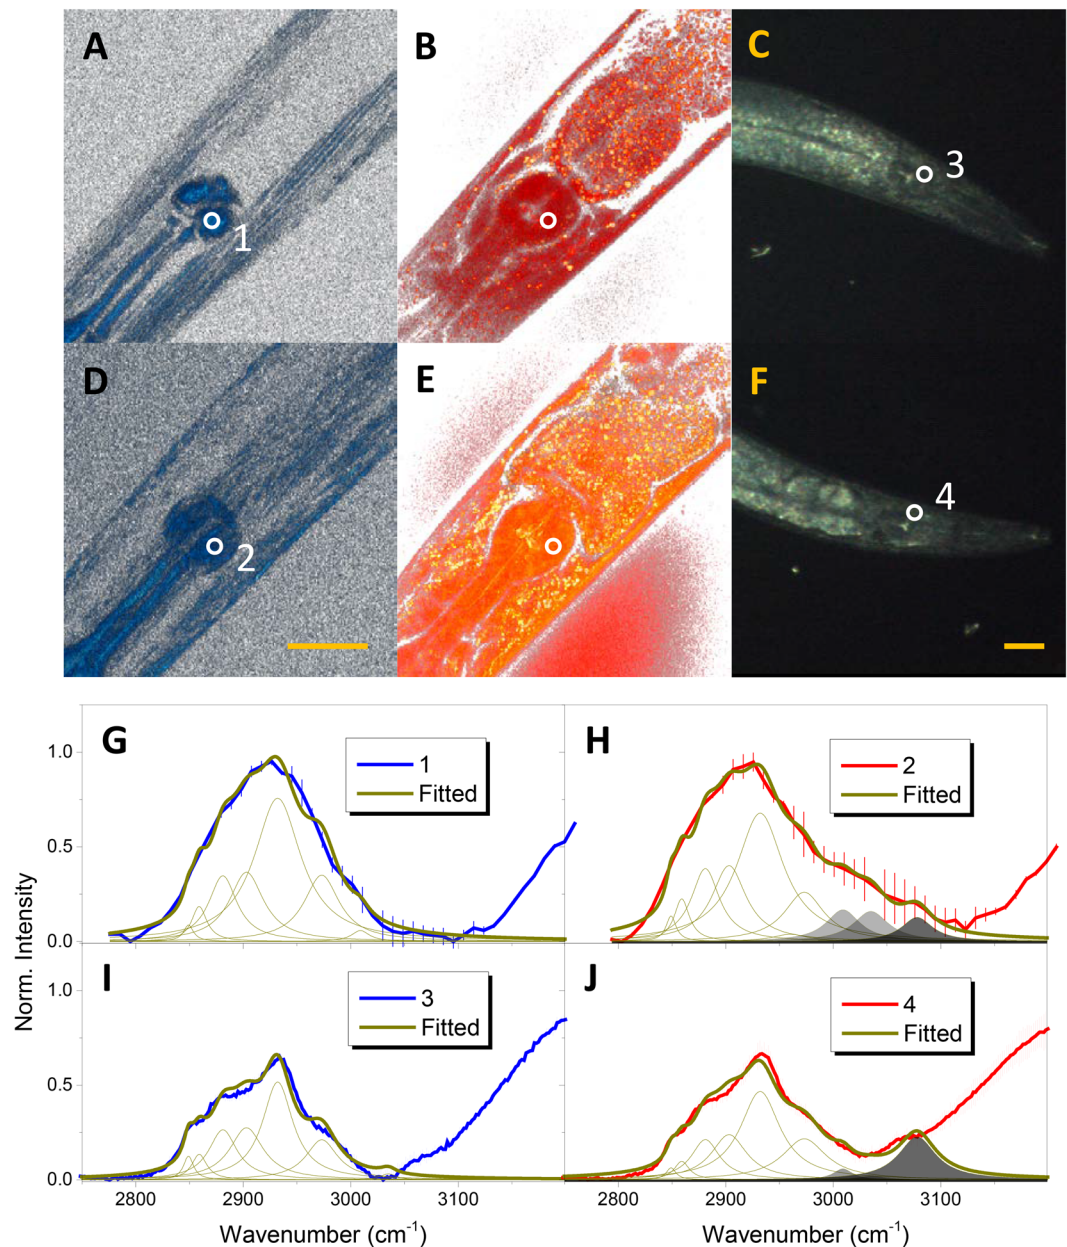 A
B
C
3
1
D
E
F
4
2
G
1
Fitted
H
2
Fitted
I
3
Fitted
J
4
Fitted
1.0
0.5
0.0
1.0
0.5
0.0
Norm. Intensity
2800 2900 3000 3100
2800 2900 3000 3100
Wavenumber (cm⁻¹)
Wavenumber (cm⁻¹)